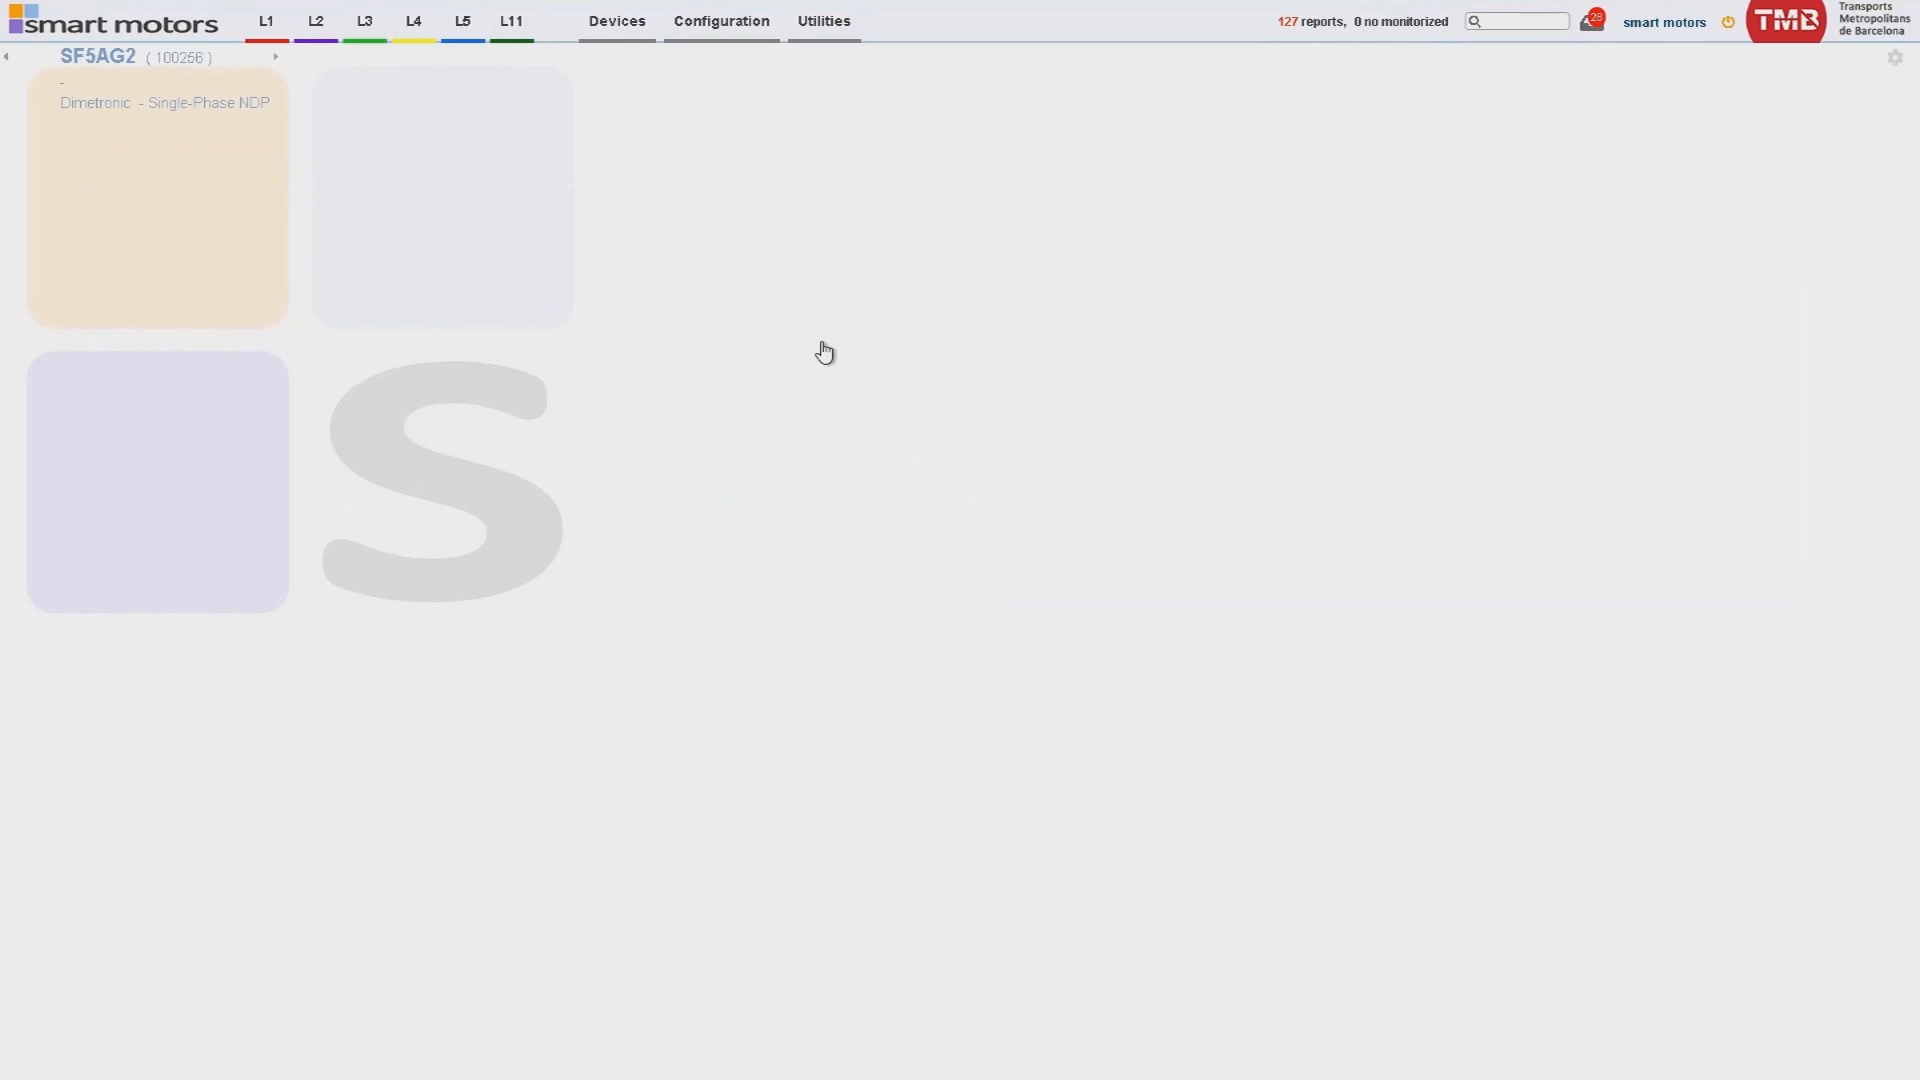 smart motors
L1 L2 L3 L4 L5 L11 Devices Configuration Utilities
127 reports, 0 no monitorized
28
smart motors
TMB
Transports
Metropolitans
de Barcelona
SF5AG2 ( 100256 )
-
Dimetronic - Single-Phase NDP
S